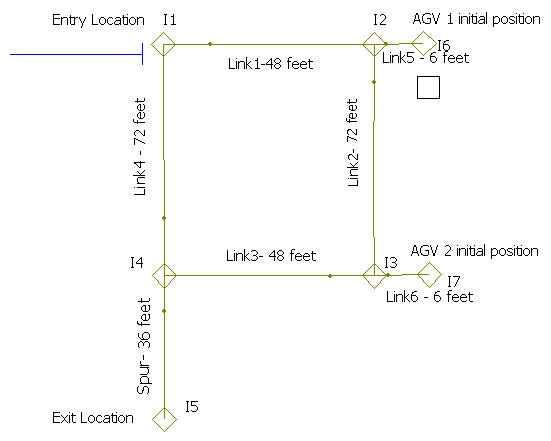 Entry Location
I1
I2
AGV 1 initial position
I6
Link5 - 6 feet
Link1-48 feet
Link4 - 72 feet
Link2- 72 feet
AGV 2 initial position
Link3- 48 feet
I4
I3
I7
Link6 - 6 feet
Spur- 36 feet
I5
Exit Location